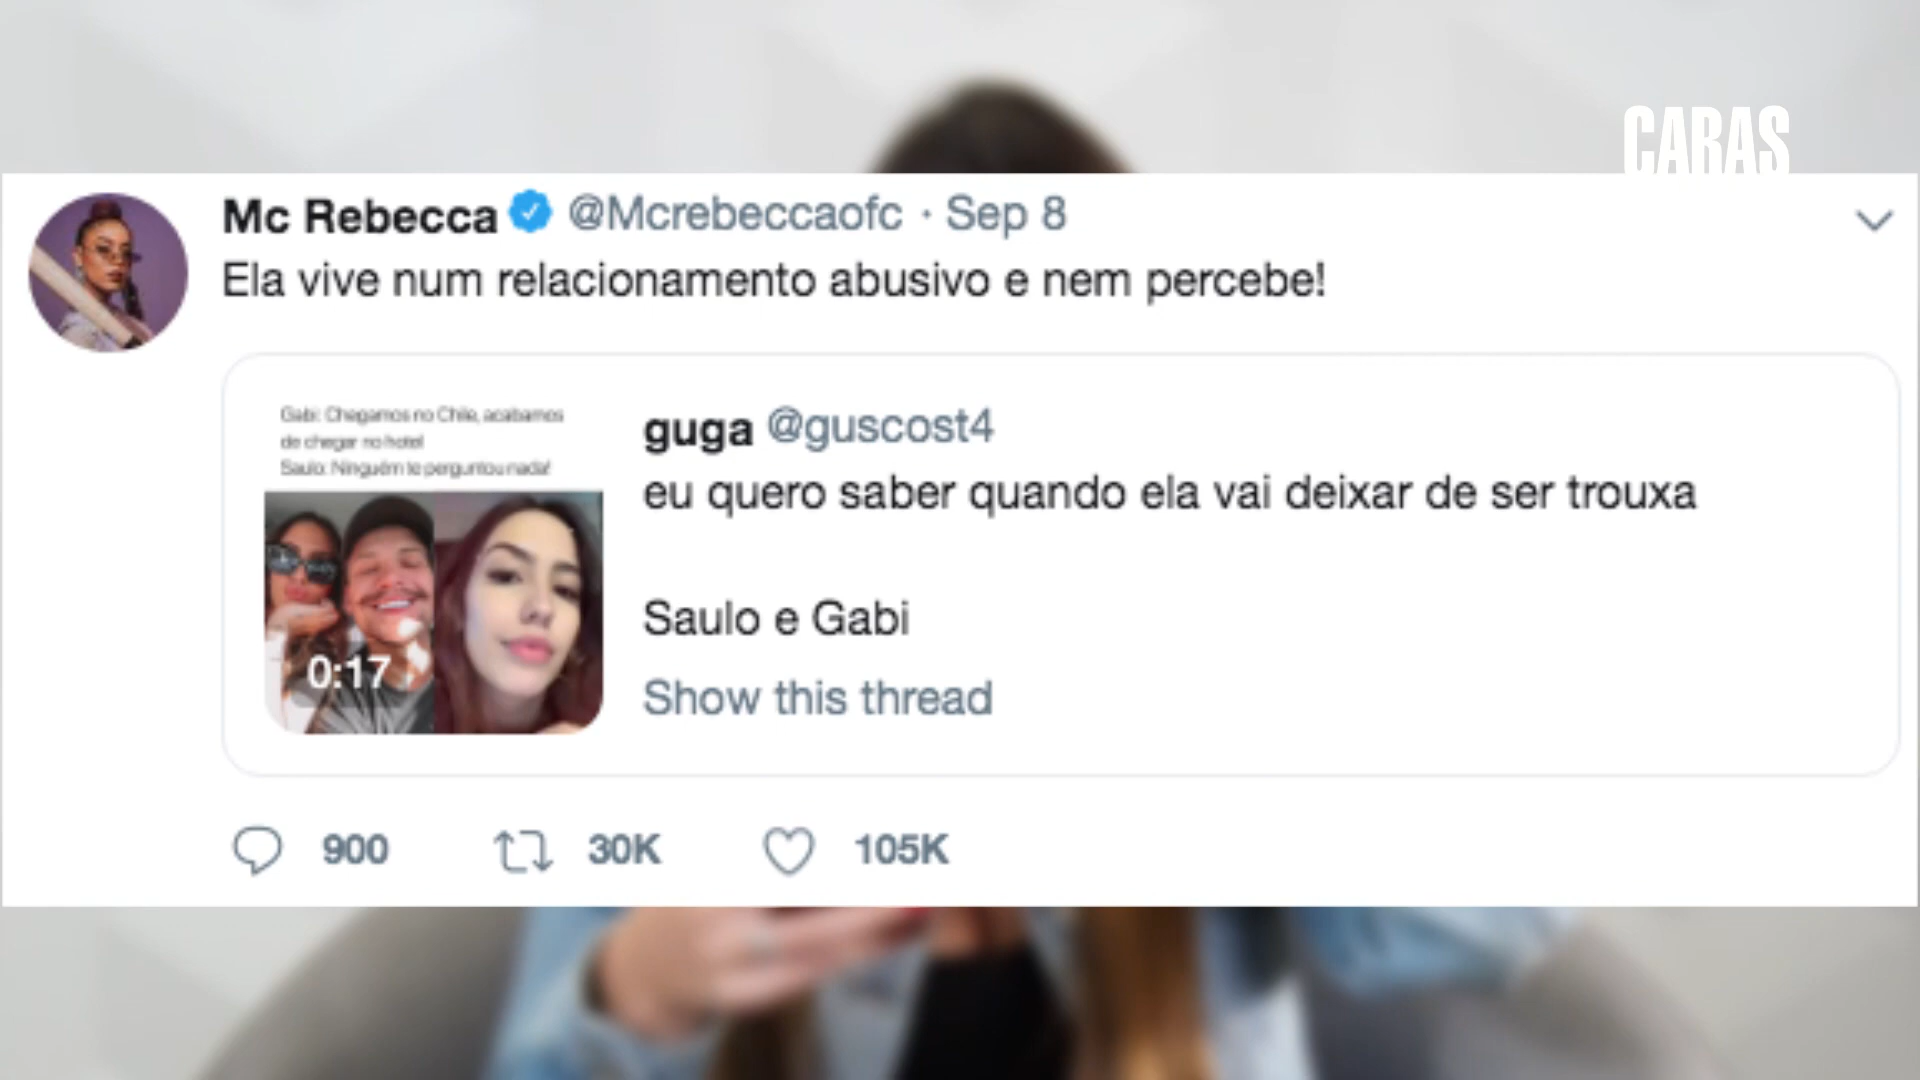 CARAS
Mc Rebecca @Mcrebeccaofc · Sep 8
Ela vive num relacionamento abusivo e nem percebe!
Gabi: Chegamos no Chile, acabamos
de chegar no hotel
Saulo: Ninguém te perguntou nada!
0:17
guga @guscost4
eu quero saber quando ela vai deixar de ser trouxa
Saulo e Gabi
Show this thread
900 30K 105K